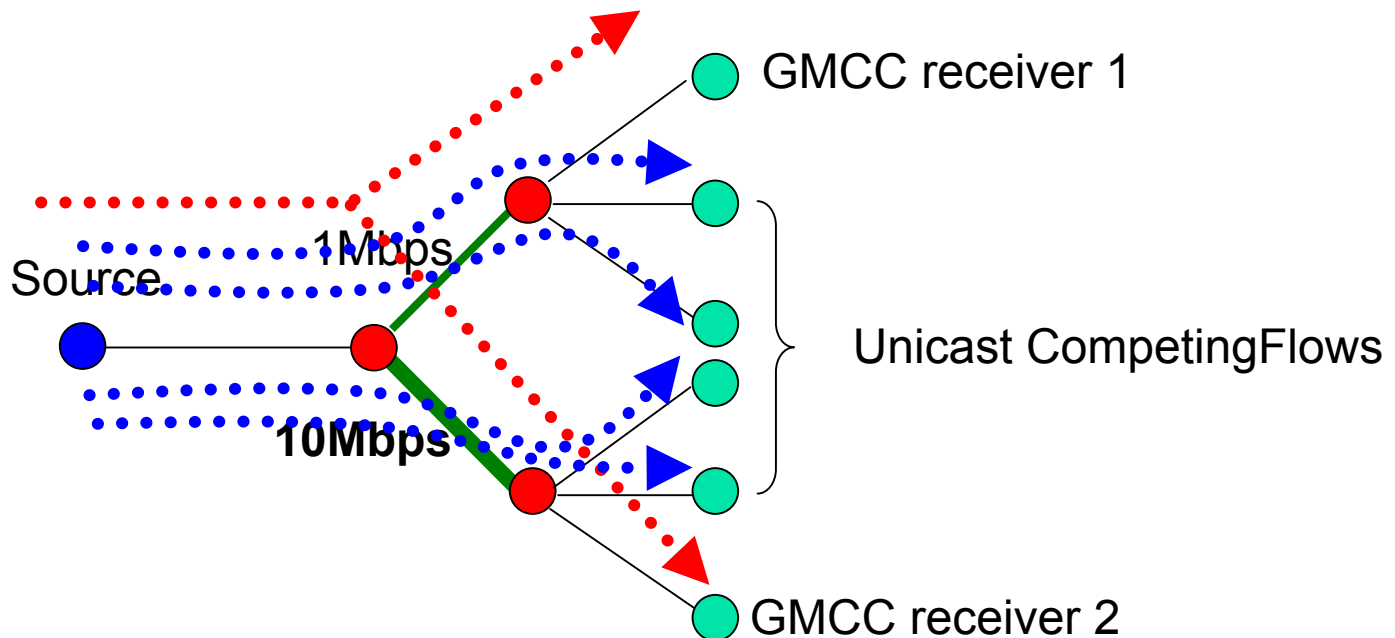 GMCC receiver 1
1Mbps
Source
Unicast CompetingFlows
10Mbps
GMCC receiver 2